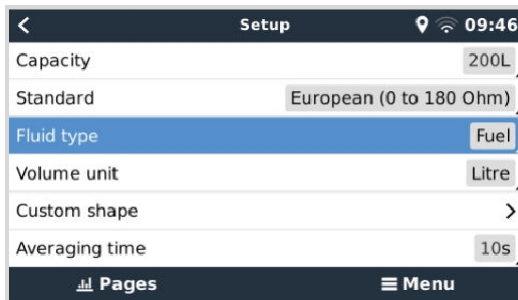 Setup 09:46
Capacity 200L
Standard European (0 to 180 Ohm)
Fluid type Fuel
Volume unit Litre
Custom shape
Averaging time 10s
Pages Menu